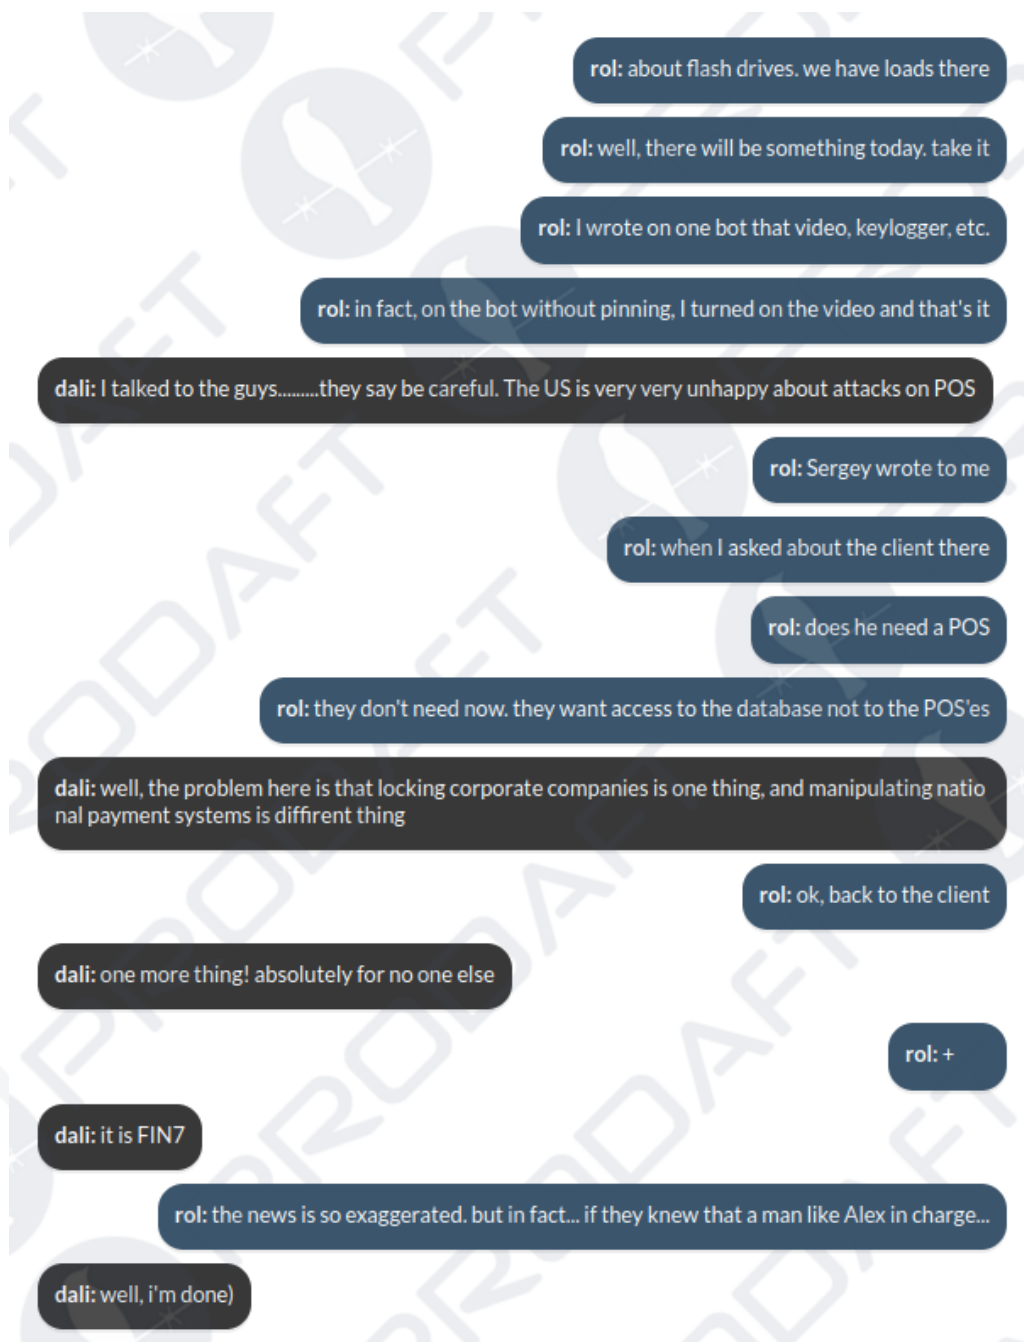 rol: about flash drives. we have loads there
rol: well, there will be something today. take it
rol: I wrote on one bot that video, keylogger, etc.
rol: in fact, on the bot without pinning, I turned on the video and that's it
dali: I talked to the guys.........they say be careful. The US is very very unhappy about attacks on POS
rol: Sergey wrote to me
rol: when I asked about the client there
rol: does he need a POS
rol: they don't need now. they want access to the database not to the POS'es
dali: well, the problem here is that locking corporate companies is one thing, and manipulating natio
nal payment systems is diffirent thing
rol: ok, back to the client
dali: one more thing! absolutely for no one else
rol: +
dali: it is FIN7
rol: the news is so exaggerated. but in fact... if they knew that a man like Alex in charge...
dali: well, i'm done)
PRODAFT
PRODAFT